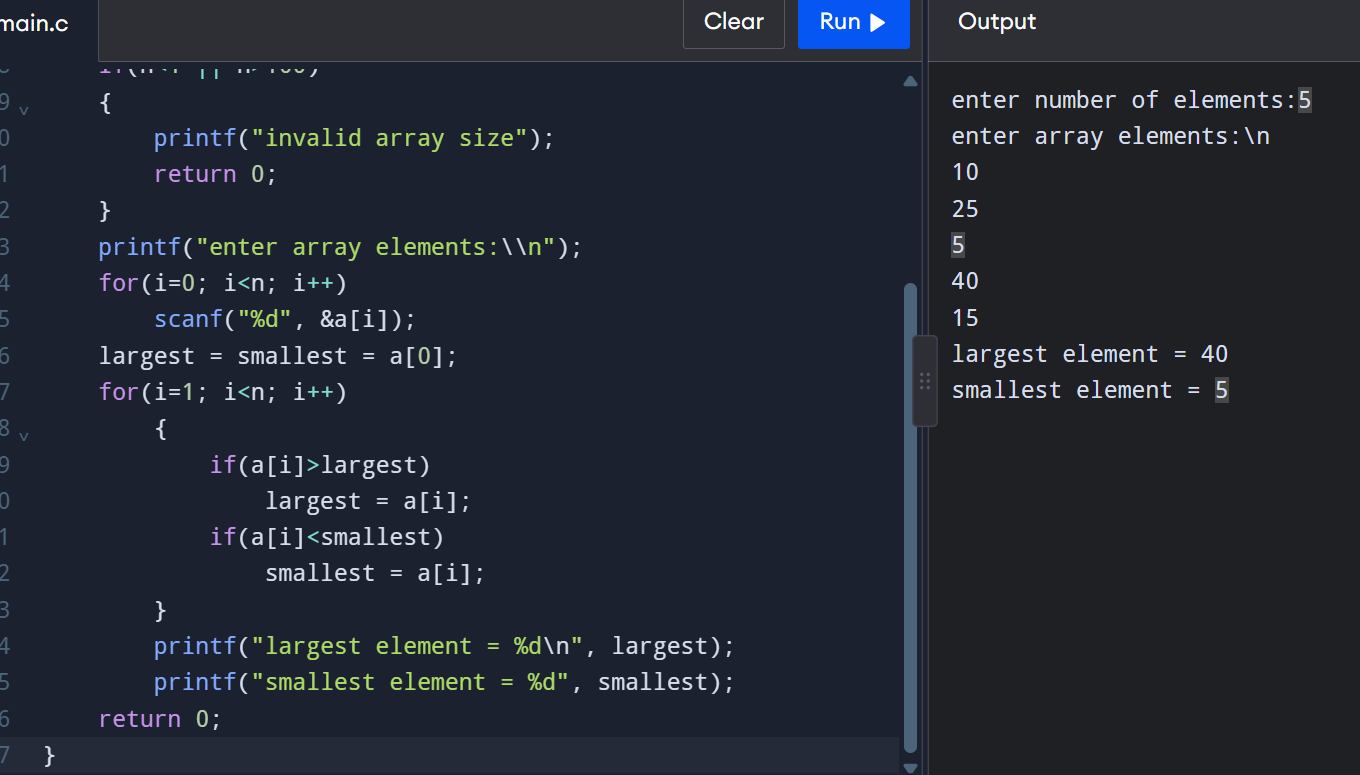 main.c
Clear
Run
Output
9
{
0
printf("invalid array size");
1
return 0;
2
}
3
printf("enter array elements:\\n");
4
for(i=0; i<n; i++)
5
scanf("%d", &a[i]);
6
largest = smallest = a[0];
7
for(i=1; i<n; i++)
8
{
9
if(a[i]>largest)
0
largest = a[i];
1
if(a[i]<smallest)
2
smallest = a[i];
3
}
4
printf("largest element = %d\n", largest);
5
printf("smallest element = %d", smallest);
6
return 0;
7
}
enter number of elements:5
enter array elements:\n
10
25
5
40
15
largest element = 40
smallest element = 5